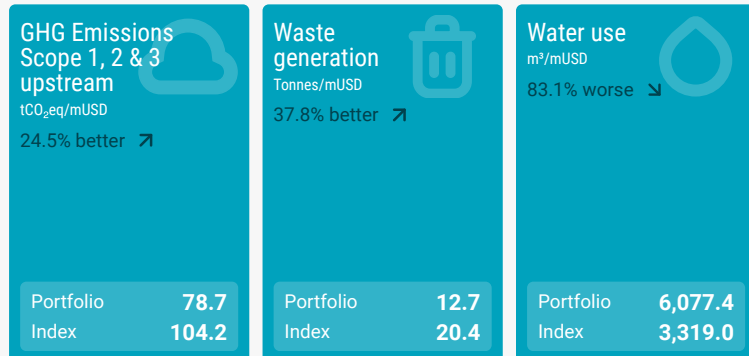 GHG Emissions
Scope 1, 2 & 3
upstream
tCO₂eq/mUSD
24.5% better
Portfolio 78.7
Index 104.2
Waste
generation
Tonnes/mUSD
37.8% better
Portfolio 12.7
Index 20.4
Water use
m³/mUSD
83.1% worse
Portfolio 6,077.4
Index 3,319.0